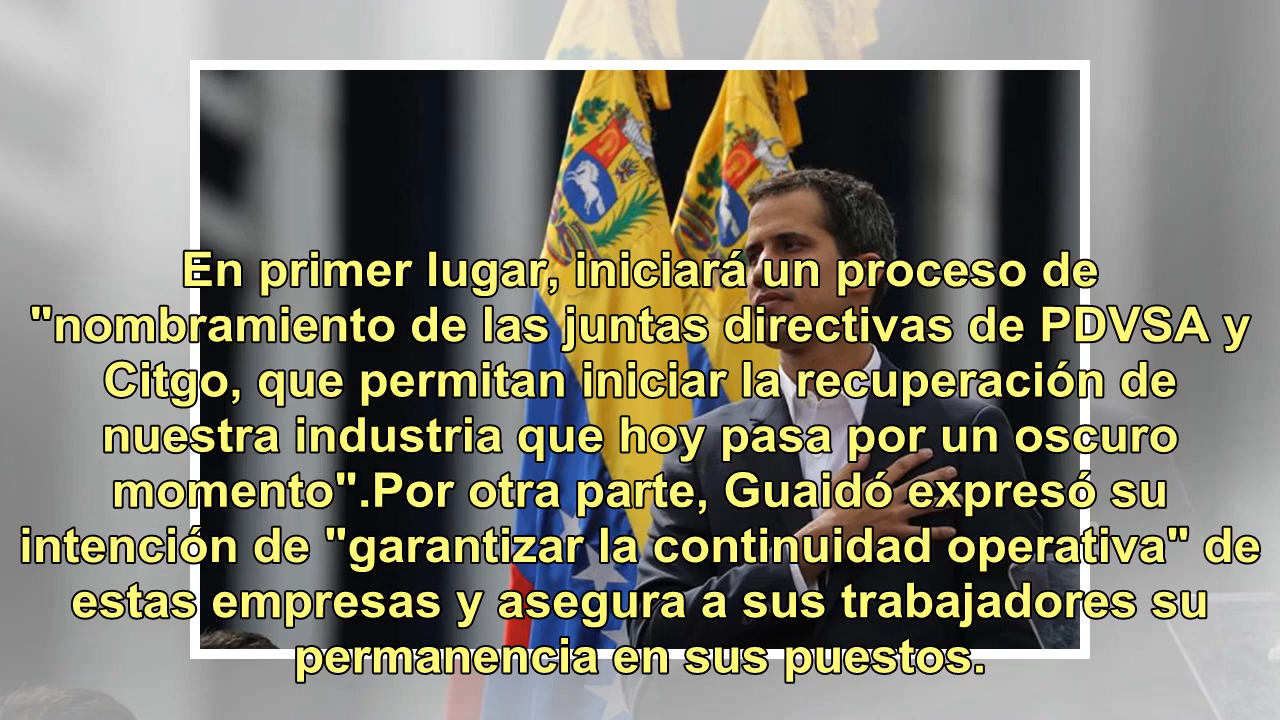 En primer lugar, iniciará un proceso de
"nombramiento de las juntas directivas de PDVSA y
Citgo, que permitan iniciar la recuperación de
nuestra industria que hoy pasa por un oscuro
momento".Por otra parte, Guaidó expresó su
intención de "garantizar la continuidad operativa" de
estas empresas y asegura a sus trabajadores su
permanencia en sus puestos.